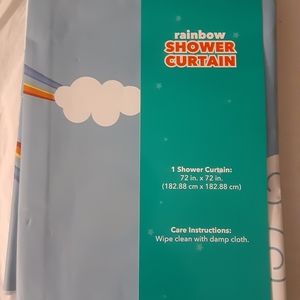 rainbow
SHOWER
CURTAIN
1 Shower Curtain:
72 in. x 72 in.
(182.88 cm x 182.88 cm)
Care Instructions:
Wipe clean with damp cloth.